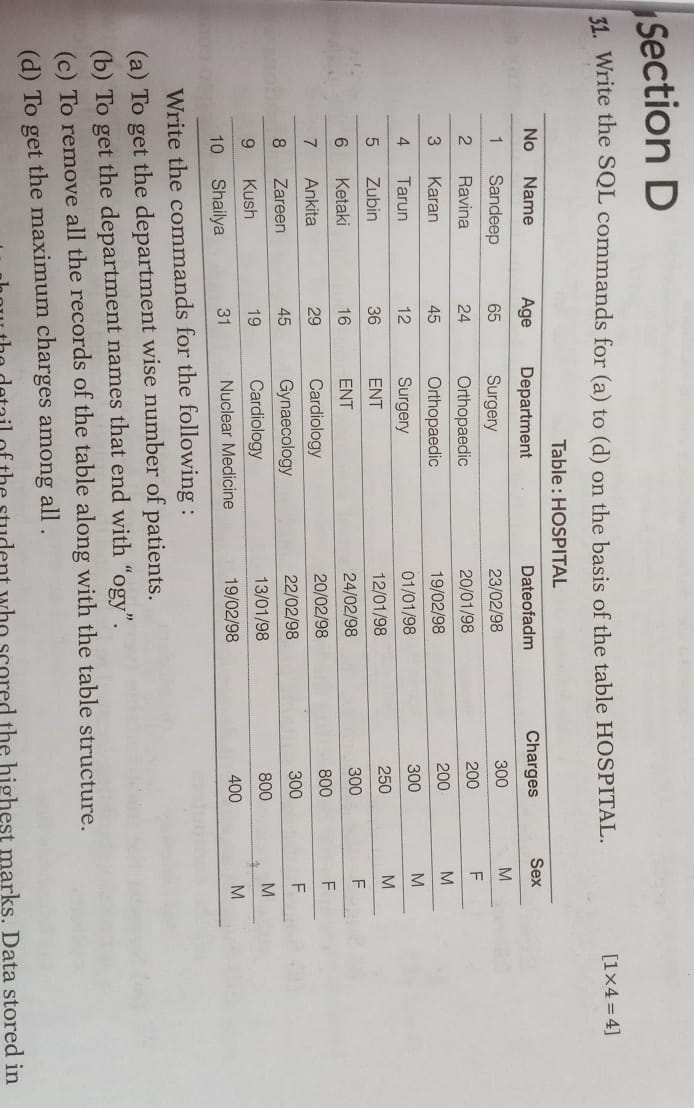 Section D
31. Write the SQL commands for (a) to (d) on the basis of the table HOSPITAL. [1×4=4]
Table : HOSPITAL
No Name Age Department Dateofadm Charges Sex
1 Sandeep 65 Surgery 23/02/98 300 M
2 Ravina 24 Orthopaedic 20/01/98 200 F
3 Karan 45 Orthopaedic 19/02/98 200 M
4 Tarun 12 Surgery 01/01/98 300 M
5 Zubin 36 ENT 12/01/98 250 M
6 Ketaki 16 ENT 24/02/98 300 F
7 Ankita 29 Cardiology 20/02/98 800 F
8 Zareen 45 Gynaecology 22/02/98 300 F
9 Kush 19 Cardiology 13/01/98 800 M
10 Shailya 31 Nuclear Medicine 19/02/98 400 M
Write the commands for the following :
(a) To get the department wise number of patients.
(b) To get the department names that end with “ogy”.
(c) To remove all the records of the table along with the table structure.
(d) To get the maximum charges among all .
show the detail of the student who scored the highest marks. Data stored in